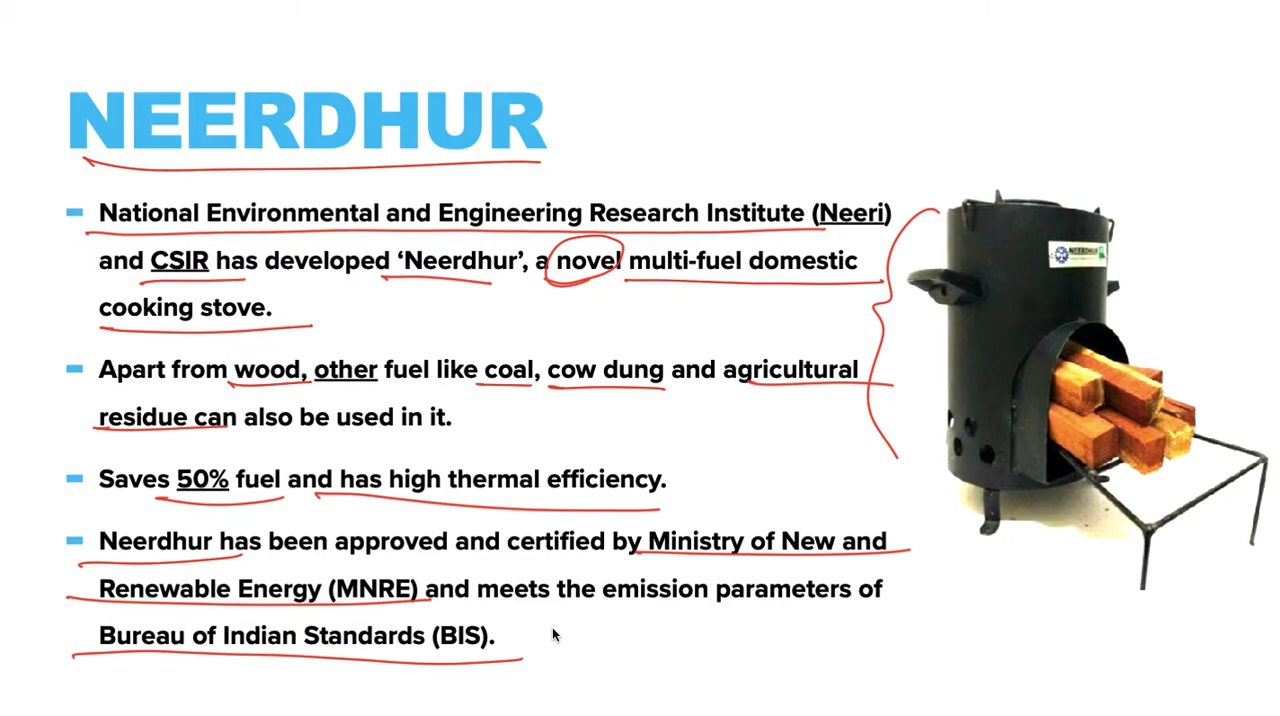 NEERDHUR
National Environmental and Engineering Research Institute (Neeri)
and CSIR has developed ‘Neerdhur’, a novel multi-fuel domestic
cooking stove.
Apart from wood, other fuel like coal, cow dung and agricultural
residue can also be used in it.
Saves 50% fuel and has high thermal efficiency.
Neerdhur has been approved and certified by Ministry of New and
Renewable Energy (MNRE) and meets the emission parameters of
Bureau of Indian Standards (BIS).
NEERDHUR